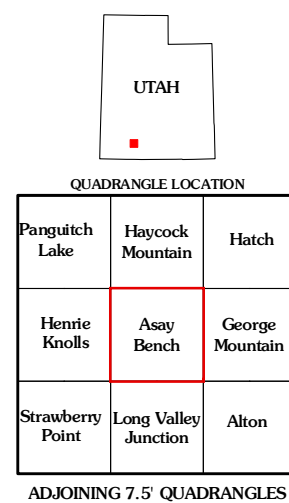 UTAH
QUADRANGLE LOCATION
Panguitch
Lake
Haycock
Mountain
Hatch
Henrie
Knolls
Asay
Bench
George
Mountain
Strawberry
Point
Long Valley
Junction
Alton
ADJOINING 7.5' QUADRANGLES